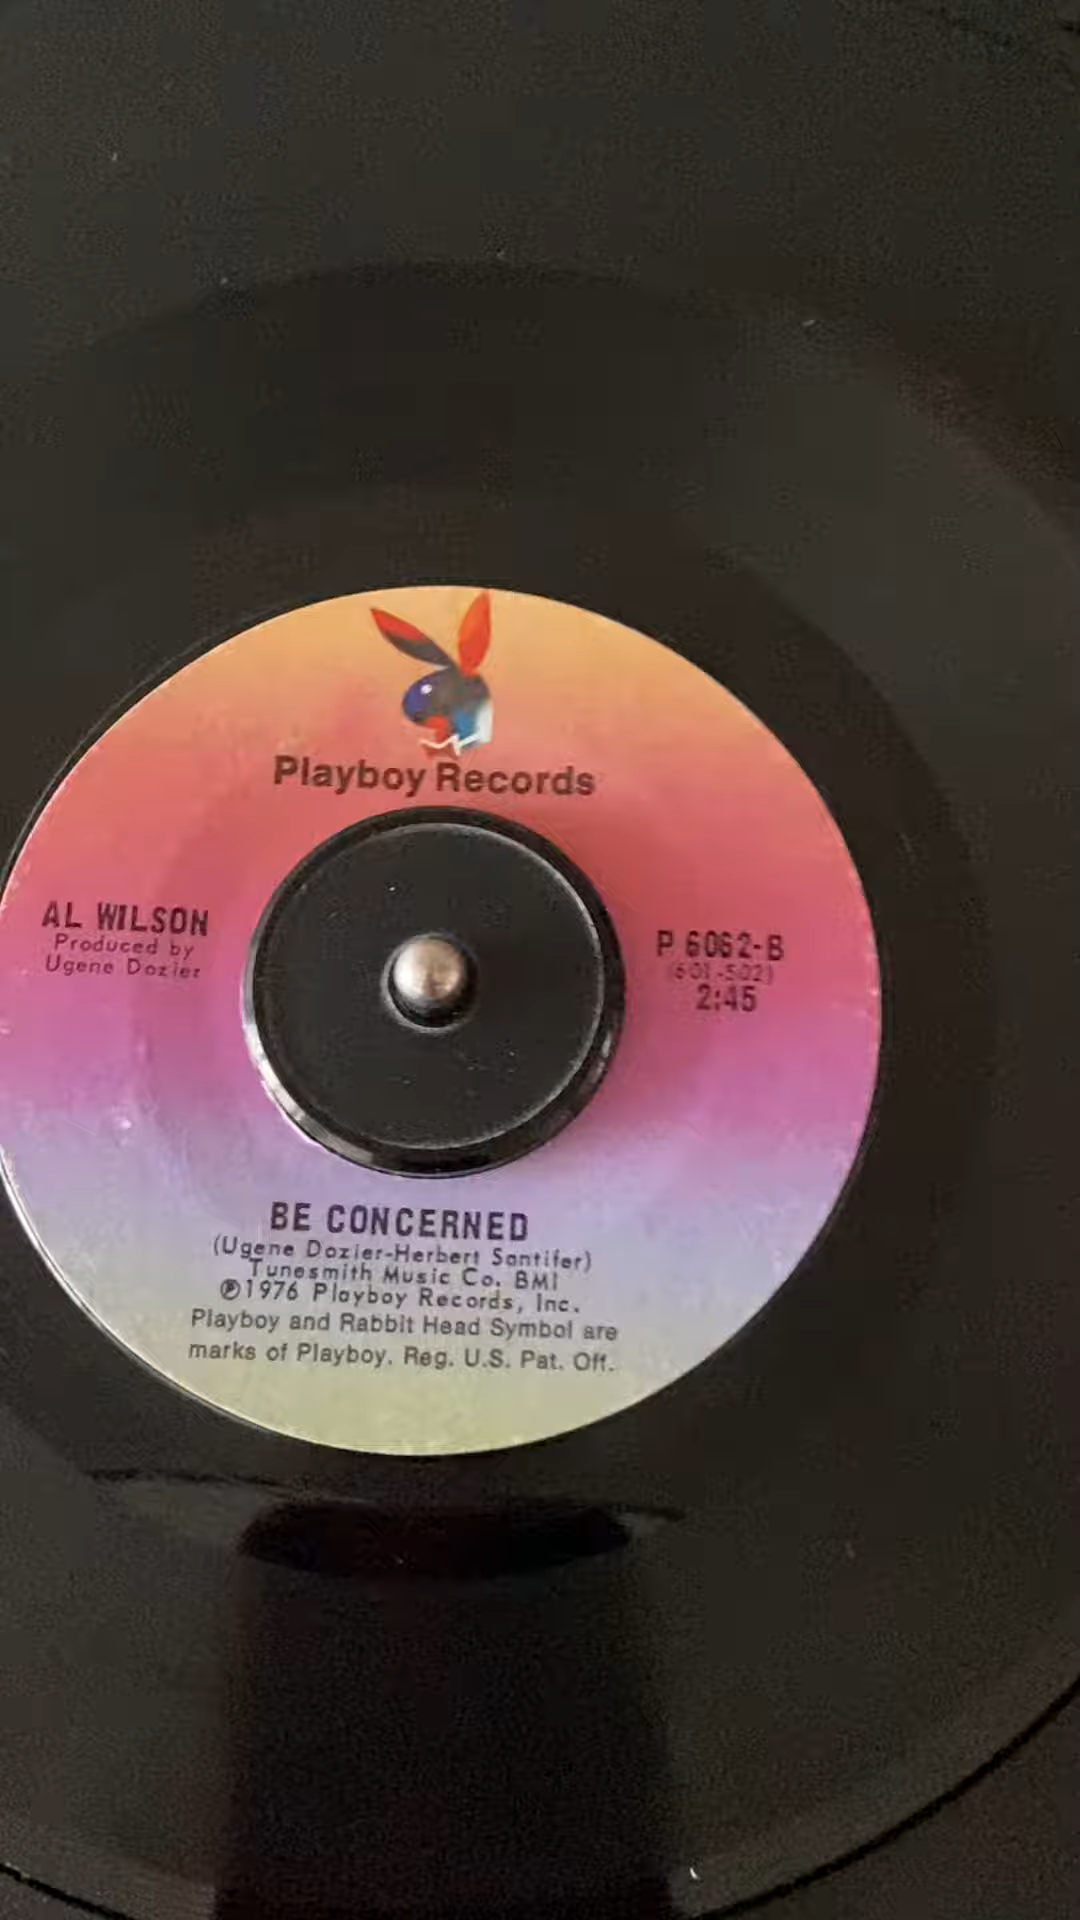 Playboy Records
AL WILSON
Produced by
Ugene Dozier
P 6062-B
(601-502)
2:45
BE CONCERNED
(Ugene Dozier-Herbert Santifer)
Tunesmith Music Co. BMI
Ⓟ1976 Playboy Records, Inc.
Playboy and Rabbit Head Symbol are
marks of Playboy. Reg. U.S. Pat. Off.